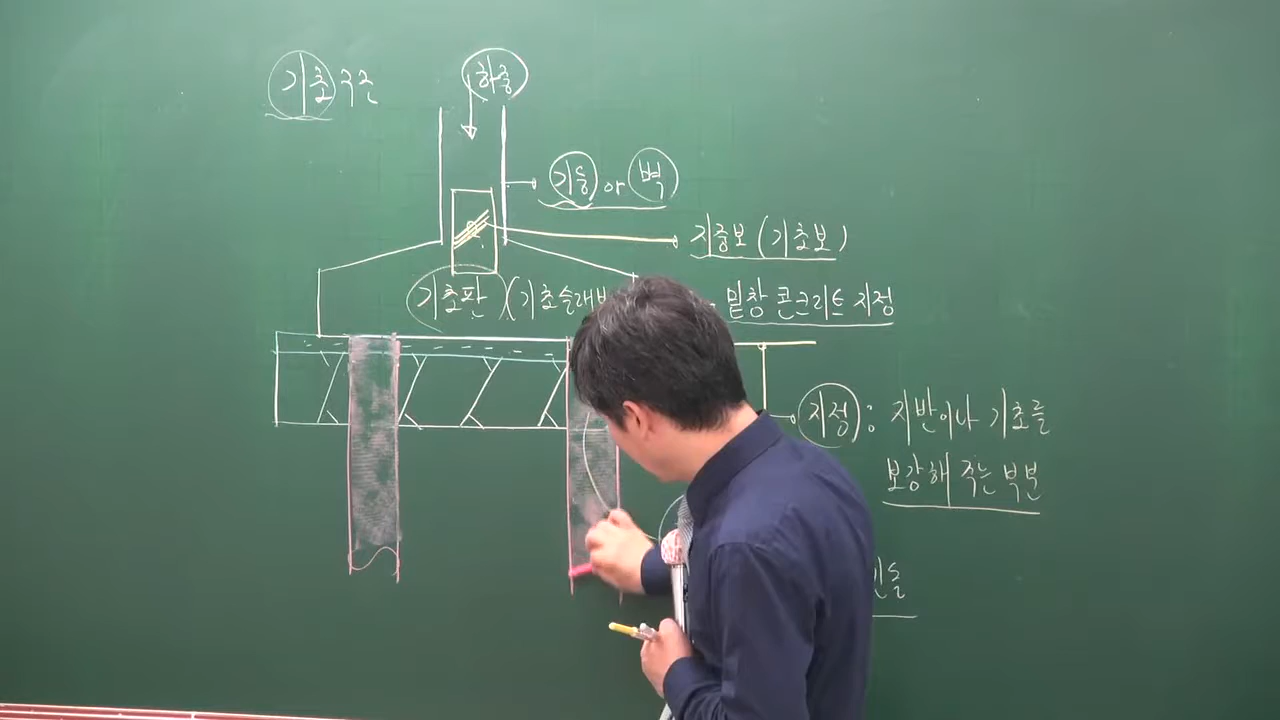 기초구조
하중
기둥 or 벽
지중보(기초보)
기초판(기초슬래브
밑창 콘크리트 지정
지정: 지반이나 기초를
보강해 주는 부분